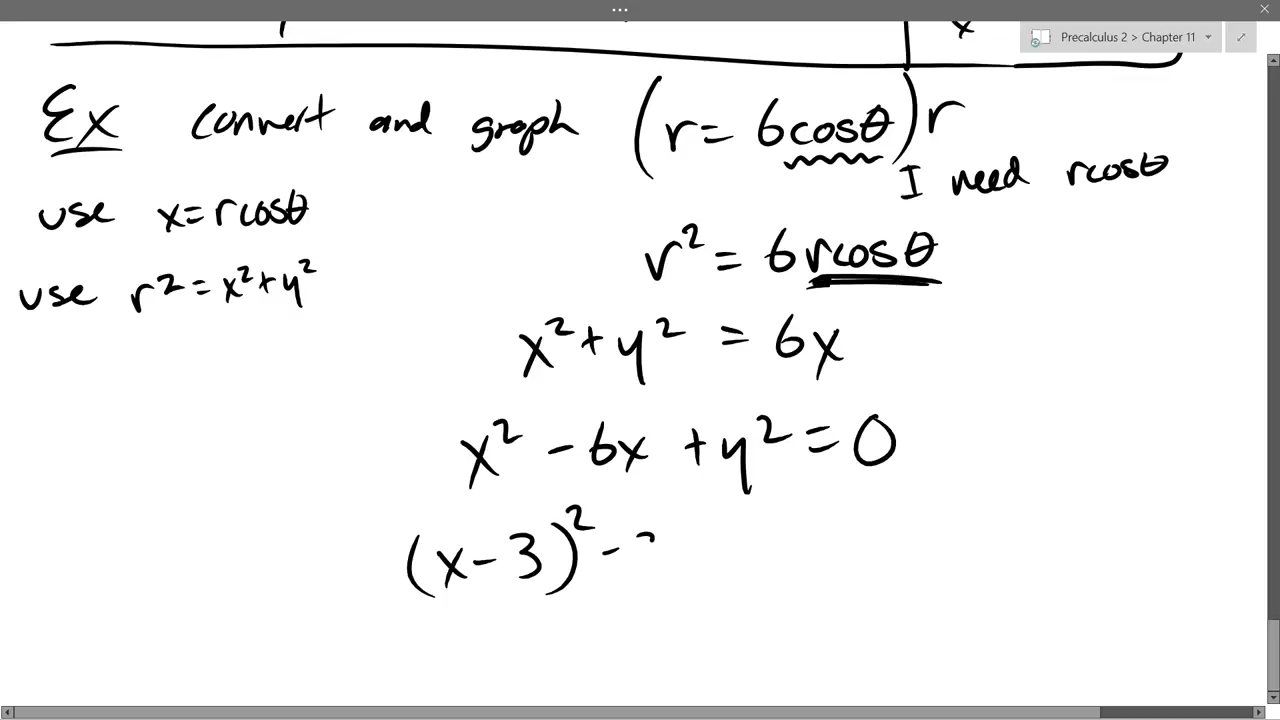 Precalculus 2 > Chapter 11
Ex convert and graph (r = 6cosθ)r
I need rcosθ
use x = rcosθ
use r² = x² + y²
r² = 6rcosθ
x² + y² = 6x
x² - 6x + y² = 0
(x - 3)² -